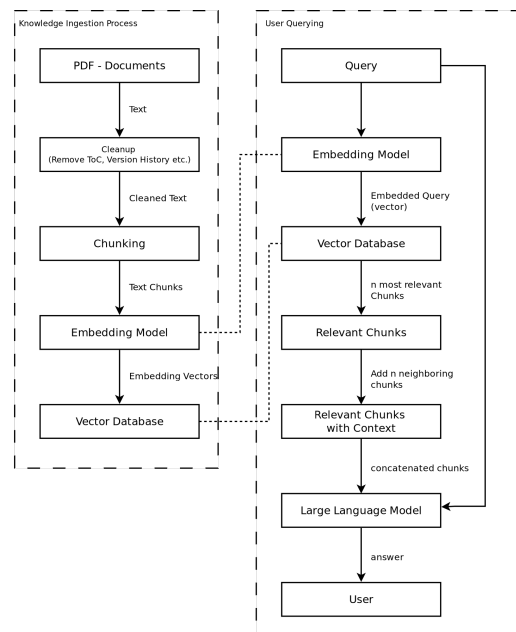 Knowledge Ingestion Process
PDF - Documents
Text
Cleanup
(Remove ToC, Version History etc.)
Cleaned Text
Chunking
Text Chunks
Embedding Model
Embedding Vectors
Vector Database
User Querying
Query
Embedding Model
Embedded Query
(vector)
Vector Database
n most relevant
Chunks
Relevant Chunks
Add n neighboring
chunks
Relevant Chunks
with Context
concatenated chunks
Large Language Model
answer
User